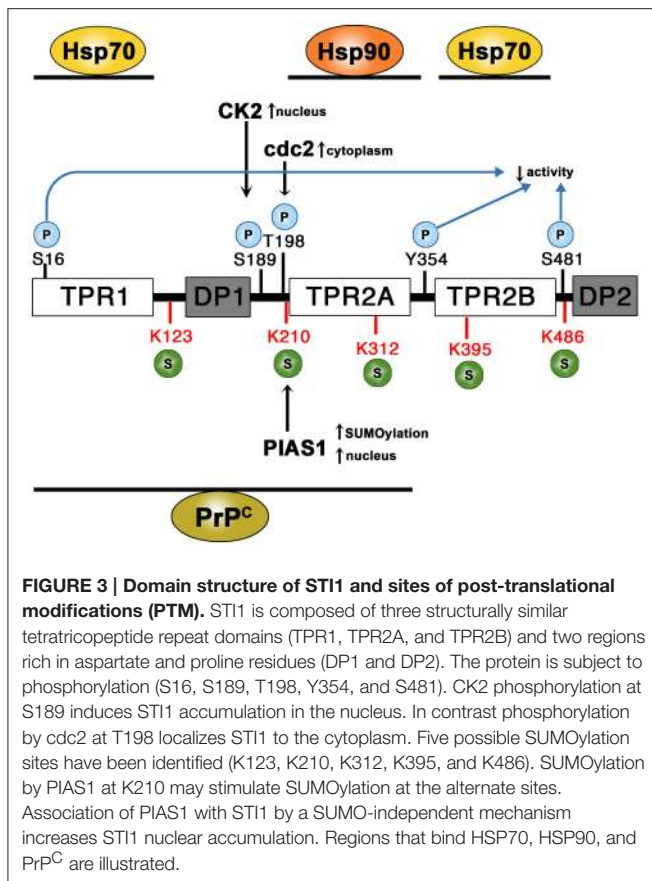 Hsp70
Hsp90
Hsp70
CK2 ↑nucleus
cdc2 ↑cytoplasm
↓ activity
P
P
P
P
P
S16
S189
T198
Y354
S481
TPR1
DP1
TPR2A
TPR2B
DP2
K123
K210
K312
K395
K486
S
S
S
S
S
PIAS1
↑SUMOylation
↑nucleus
PrPᶜ
FIGURE 3 | Domain structure of STI1 and sites of post-translational
modifications (PTM). STI1 is composed of three structurally similar
tetratricopeptide repeat domains (TPR1, TPR2A, and TPR2B) and two regions
rich in aspartate and proline residues (DP1 and DP2). The protein is subject to
phosphorylation (S16, S189, T198, Y354, and S481). CK2 phosphorylation at
S189 induces STI1 accumulation in the nucleus. In contrast phosphorylation
by cdc2 at T198 localizes STI1 to the cytoplasm. Five possible SUMOylation
sites have been identified (K123, K210, K312, K395, and K486). SUMOylation
by PIAS1 at K210 may stimulate SUMOylation at the alternate sites.
Association of PIAS1 with STI1 by a SUMO-independent mechanism
increases STI1 nuclear accumulation. Regions that bind HSP70, HSP90, and
PrPᶜ are illustrated.